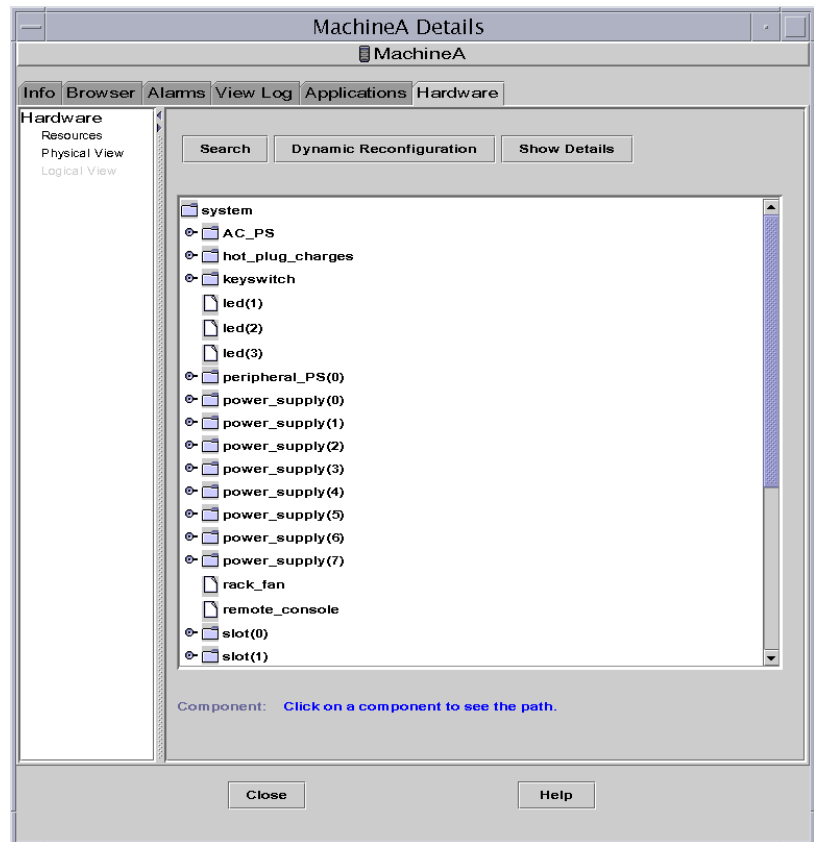 MachineA Details
MachineA
Info Browser Alarms View Log Applications Hardware
Hardware
Resources
Physical View
Logical View
Search Dynamic Reconfiguration Show Details
system
AC_PS
hot_plug_charges
keyswitch
led(1)
led(2)
led(3)
peripheral_PS(0)
power_supply(0)
power_supply(1)
power_supply(2)
power_supply(3)
power_supply(4)
power_supply(5)
power_supply(6)
power_supply(7)
rack_fan
remote_console
slot(0)
slot(1)
Component: Click on a component to see the path.
Close Help